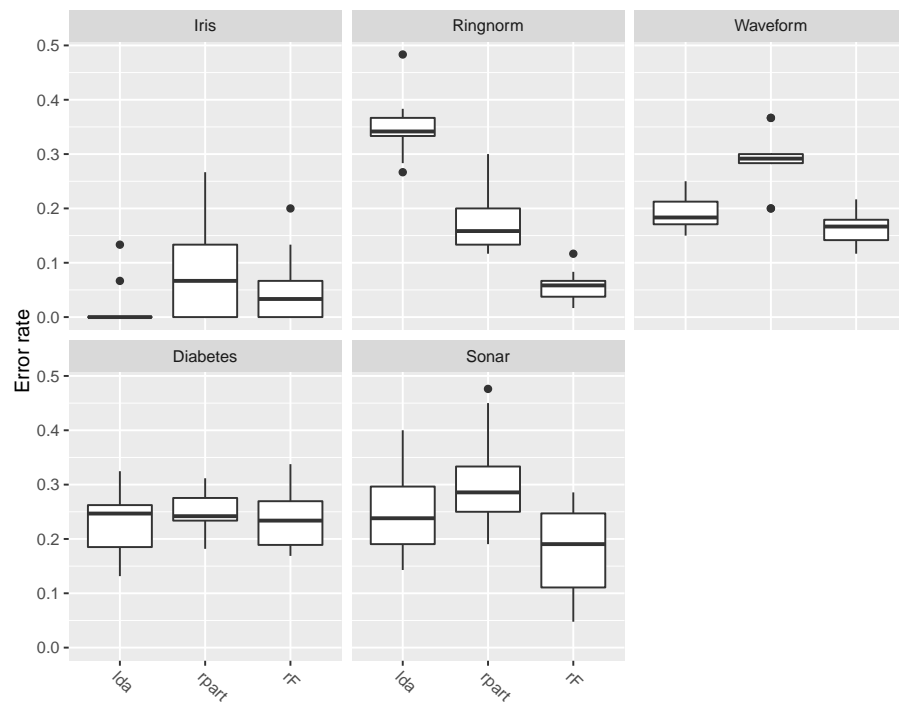 Iris
Ringnorm
Waveform
0.5
0.4
0.3
0.2
0.1
0.0
Error rate
Diabetes
Sonar
0.5
0.4
0.3
0.2
0.1
0.0
lda
rpart
rF
lda
rpart
rF